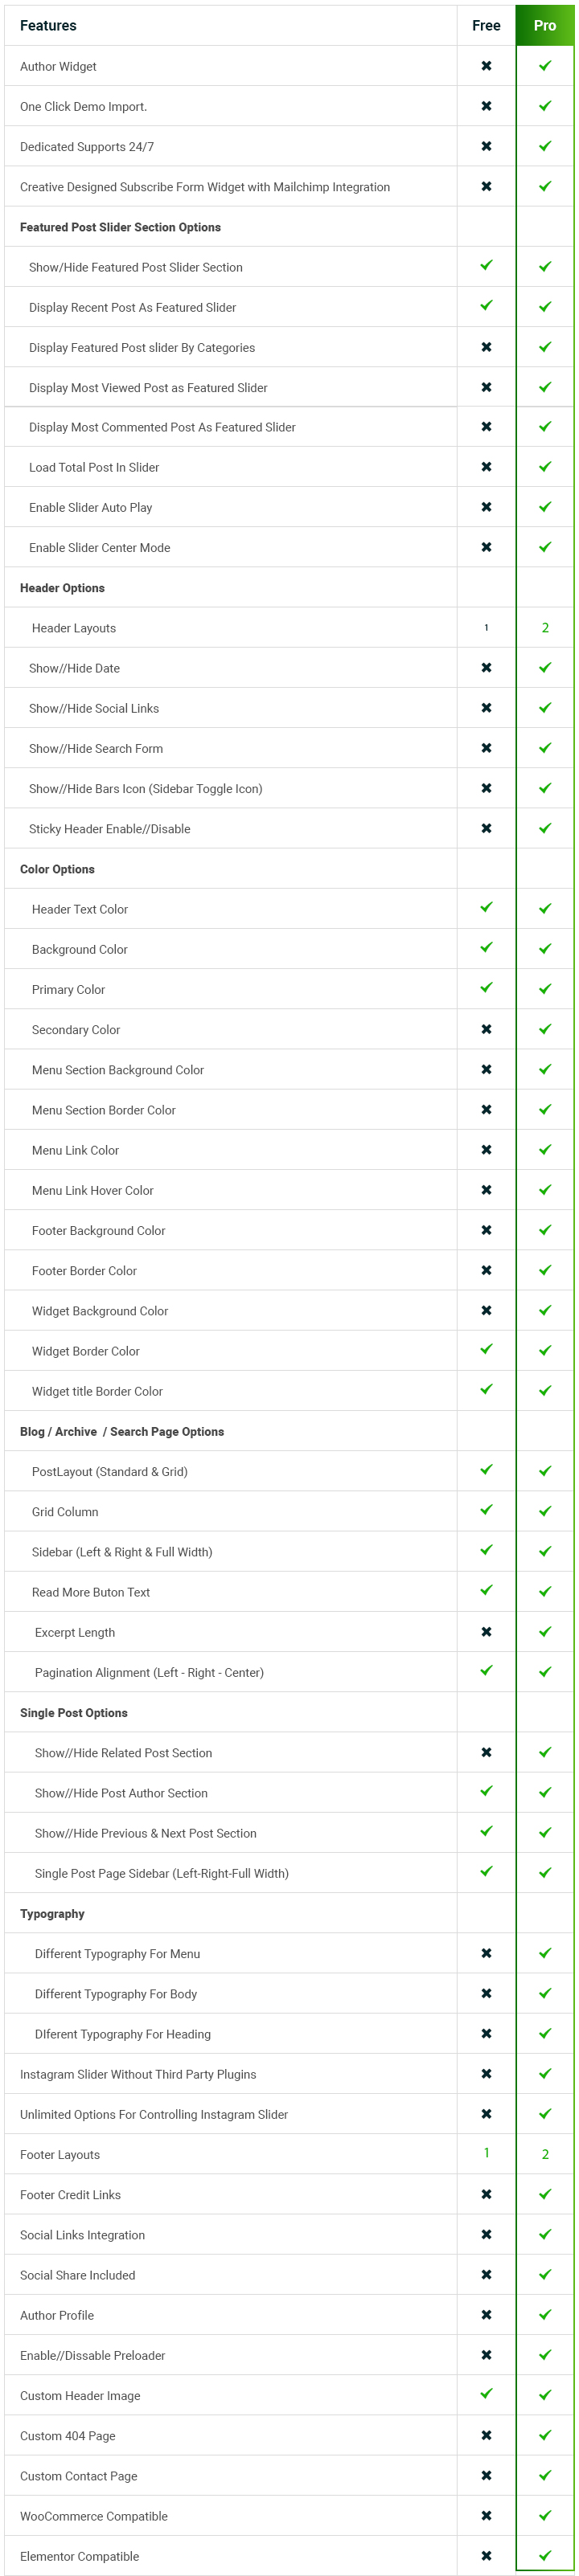 Features Free Pro
Author Widget ✖ ✔
One Click Demo Import. ✖ ✔
Dedicated Supports 24/7 ✖ ✔
Creative Designed Subscribe Form Widget with Mailchimp Integration ✖ ✔
Featured Post Slider Section Options
Show/Hide Featured Post Slider Section ✔ ✔
Display Recent Post As Featured Slider ✔ ✔
Display Featured Post slider By Categories ✖ ✔
Display Most Viewed Post as Featured Slider ✖ ✔
Display Most Commented Post As Featured Slider ✖ ✔
Load Total Post In Slider ✖ ✔
Enable Slider Auto Play ✖ ✔
Enable Slider Center Mode ✖ ✔
Header Options
Header Layouts 1 2
Show//Hide Date ✖ ✔
Show//Hide Social Links ✖ ✔
Show//Hide Search Form ✖ ✔
Show//Hide Bars Icon (Sidebar Toggle Icon) ✖ ✔
Sticky Header Enable//Disable ✖ ✔
Color Options
Header Text Color ✔ ✔
Background Color ✔ ✔
Primary Color ✔ ✔
Secondary Color ✖ ✔
Menu Section Background Color ✖ ✔
Menu Section Border Color ✖ ✔
Menu Link Color ✖ ✔
Menu Link Hover Color ✖ ✔
Footer Background Color ✖ ✔
Footer Border Color ✖ ✔
Widget Background Color ✖ ✔
Widget Border Color ✔ ✔
Widget title Border Color ✔ ✔
Blog / Archive / Search Page Options
PostLayout (Standard & Grid) ✔ ✔
Grid Column ✔ ✔
Sidebar (Left & Right & Full Width) ✔ ✔
Read More Buton Text ✔ ✔
Excerpt Length ✖ ✔
Pagination Alignment (Left - Right - Center) ✔ ✔
Single Post Options
Show//Hide Related Post Section ✖ ✔
Show//Hide Post Author Section ✔ ✔
Show//Hide Previous & Next Post Section ✔ ✔
Single Post Page Sidebar (Left-Right-Full Width) ✔ ✔
Typography
Different Typography For Menu ✖ ✔
Different Typography For Body ✖ ✔
DIferent Typography For Heading ✖ ✔
Instagram Slider Without Third Party Plugins ✖ ✔
Unlimited Options For Controlling Instagram Slider ✖ ✔
Footer Layouts 1 2
Footer Credit Links ✖ ✔
Social Links Integration ✖ ✔
Social Share Included ✖ ✔
Author Profile ✖ ✔
Enable//Dissable Preloader ✖ ✔
Custom Header Image ✔ ✔
Custom 404 Page ✖ ✔
Custom Contact Page ✖ ✔
WooCommerce Compatible ✖ ✔
Elementor Compatible ✖ ✔